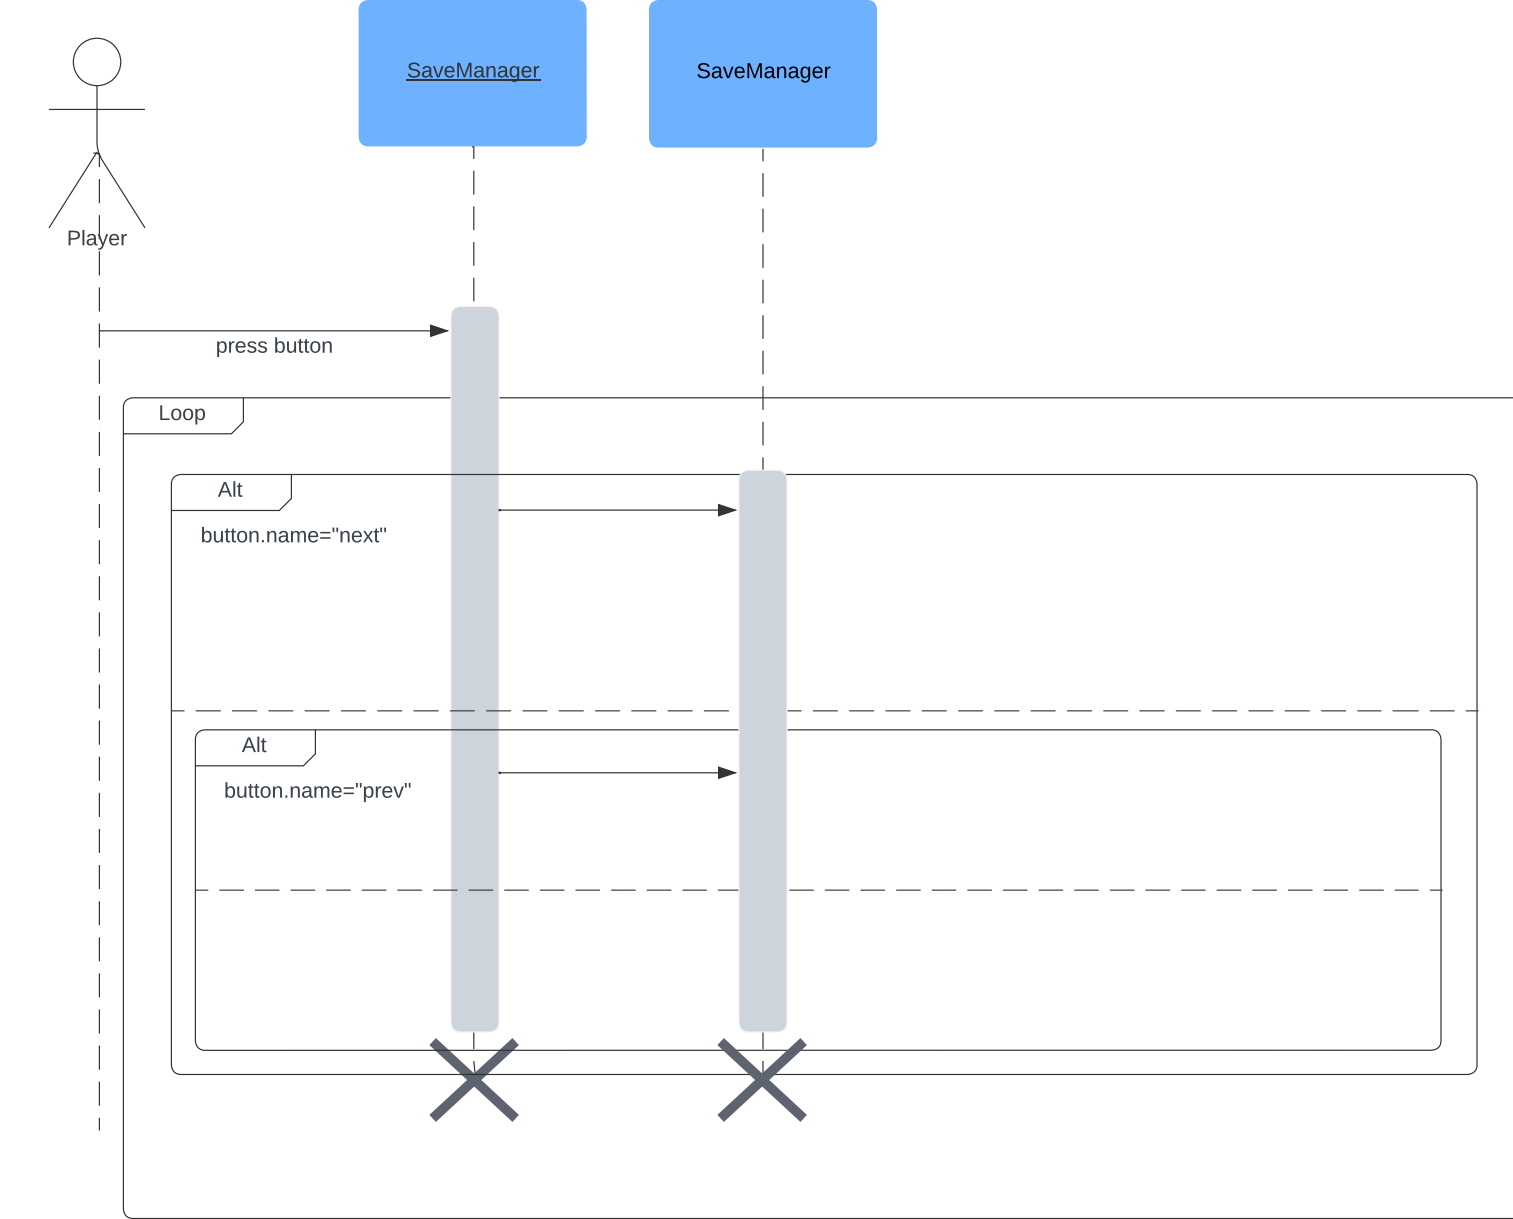 SaveManager
SaveManager
Player
press button
Loop
Alt
button.name="next"
Alt
button.name="prev"